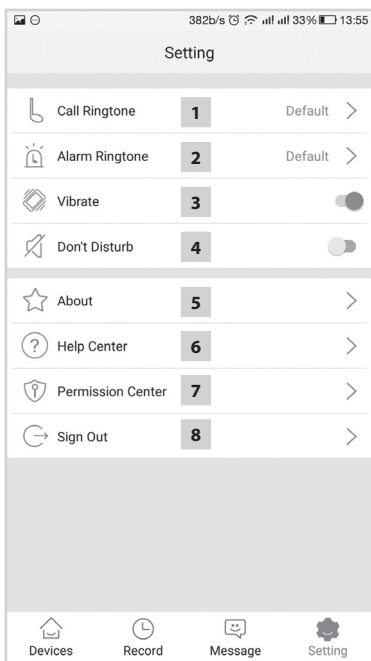 382b/s 33% 13:55
Setting
Call Ringtone 1 Default
Alarm Ringtone 2 Default
Vibrate 3
Don't Disturb 4
About 5
Help Center 6
Permission Center 7
Sign Out 8
Devices Record Message Setting